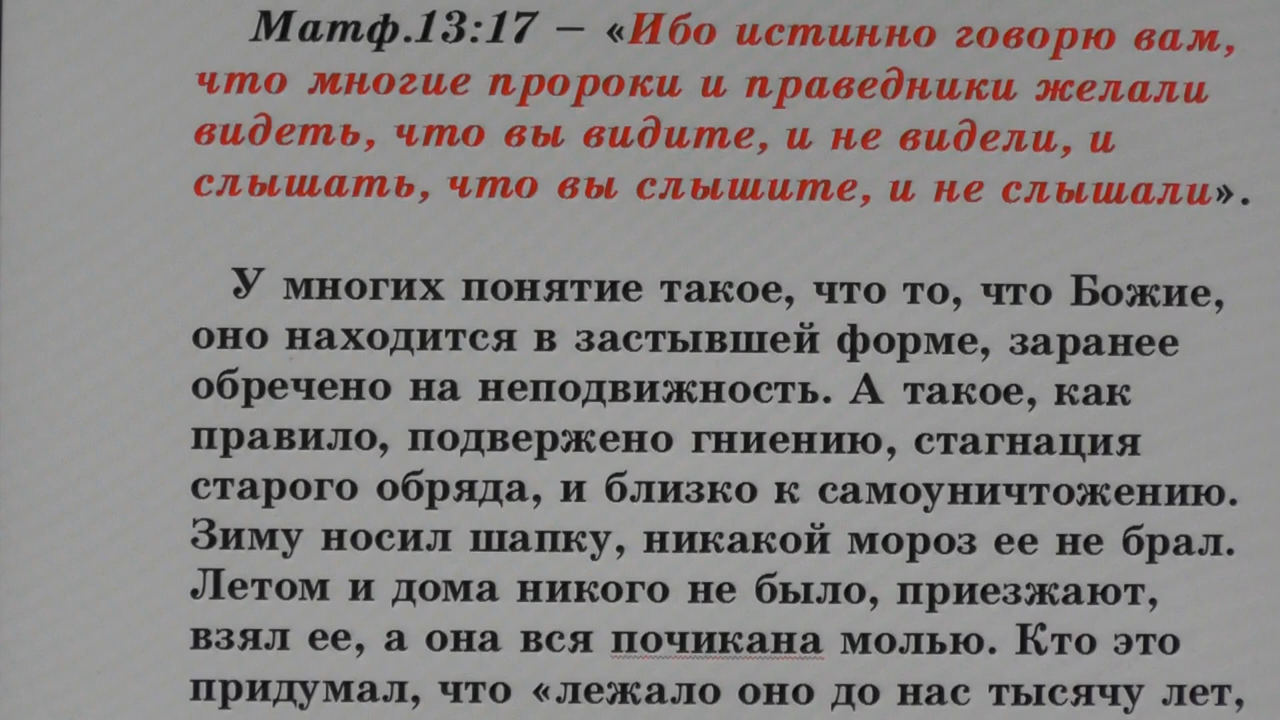 Матф.13:17 – «Ибо истинно говорю вам,
что многие пророки и праведники желали
видеть, что вы видите, и не видели, и
слышать, что вы слышите, и не слышали».
У многих понятие такое, что то, что Божие,
оно находится в застывшей форме, заранее
обречено на неподвижность. А такое, как
правило, подвержено гниению, стагнация
старого обряда, и близко к самоуничтожению.
Зиму носил шапку, никакой мороз ее не брал.
Летом и дома никого не было, приезжают,
взял ее, а она вся почикана молью. Кто это
придумал, что «лежало оно до нас тысячу лет,